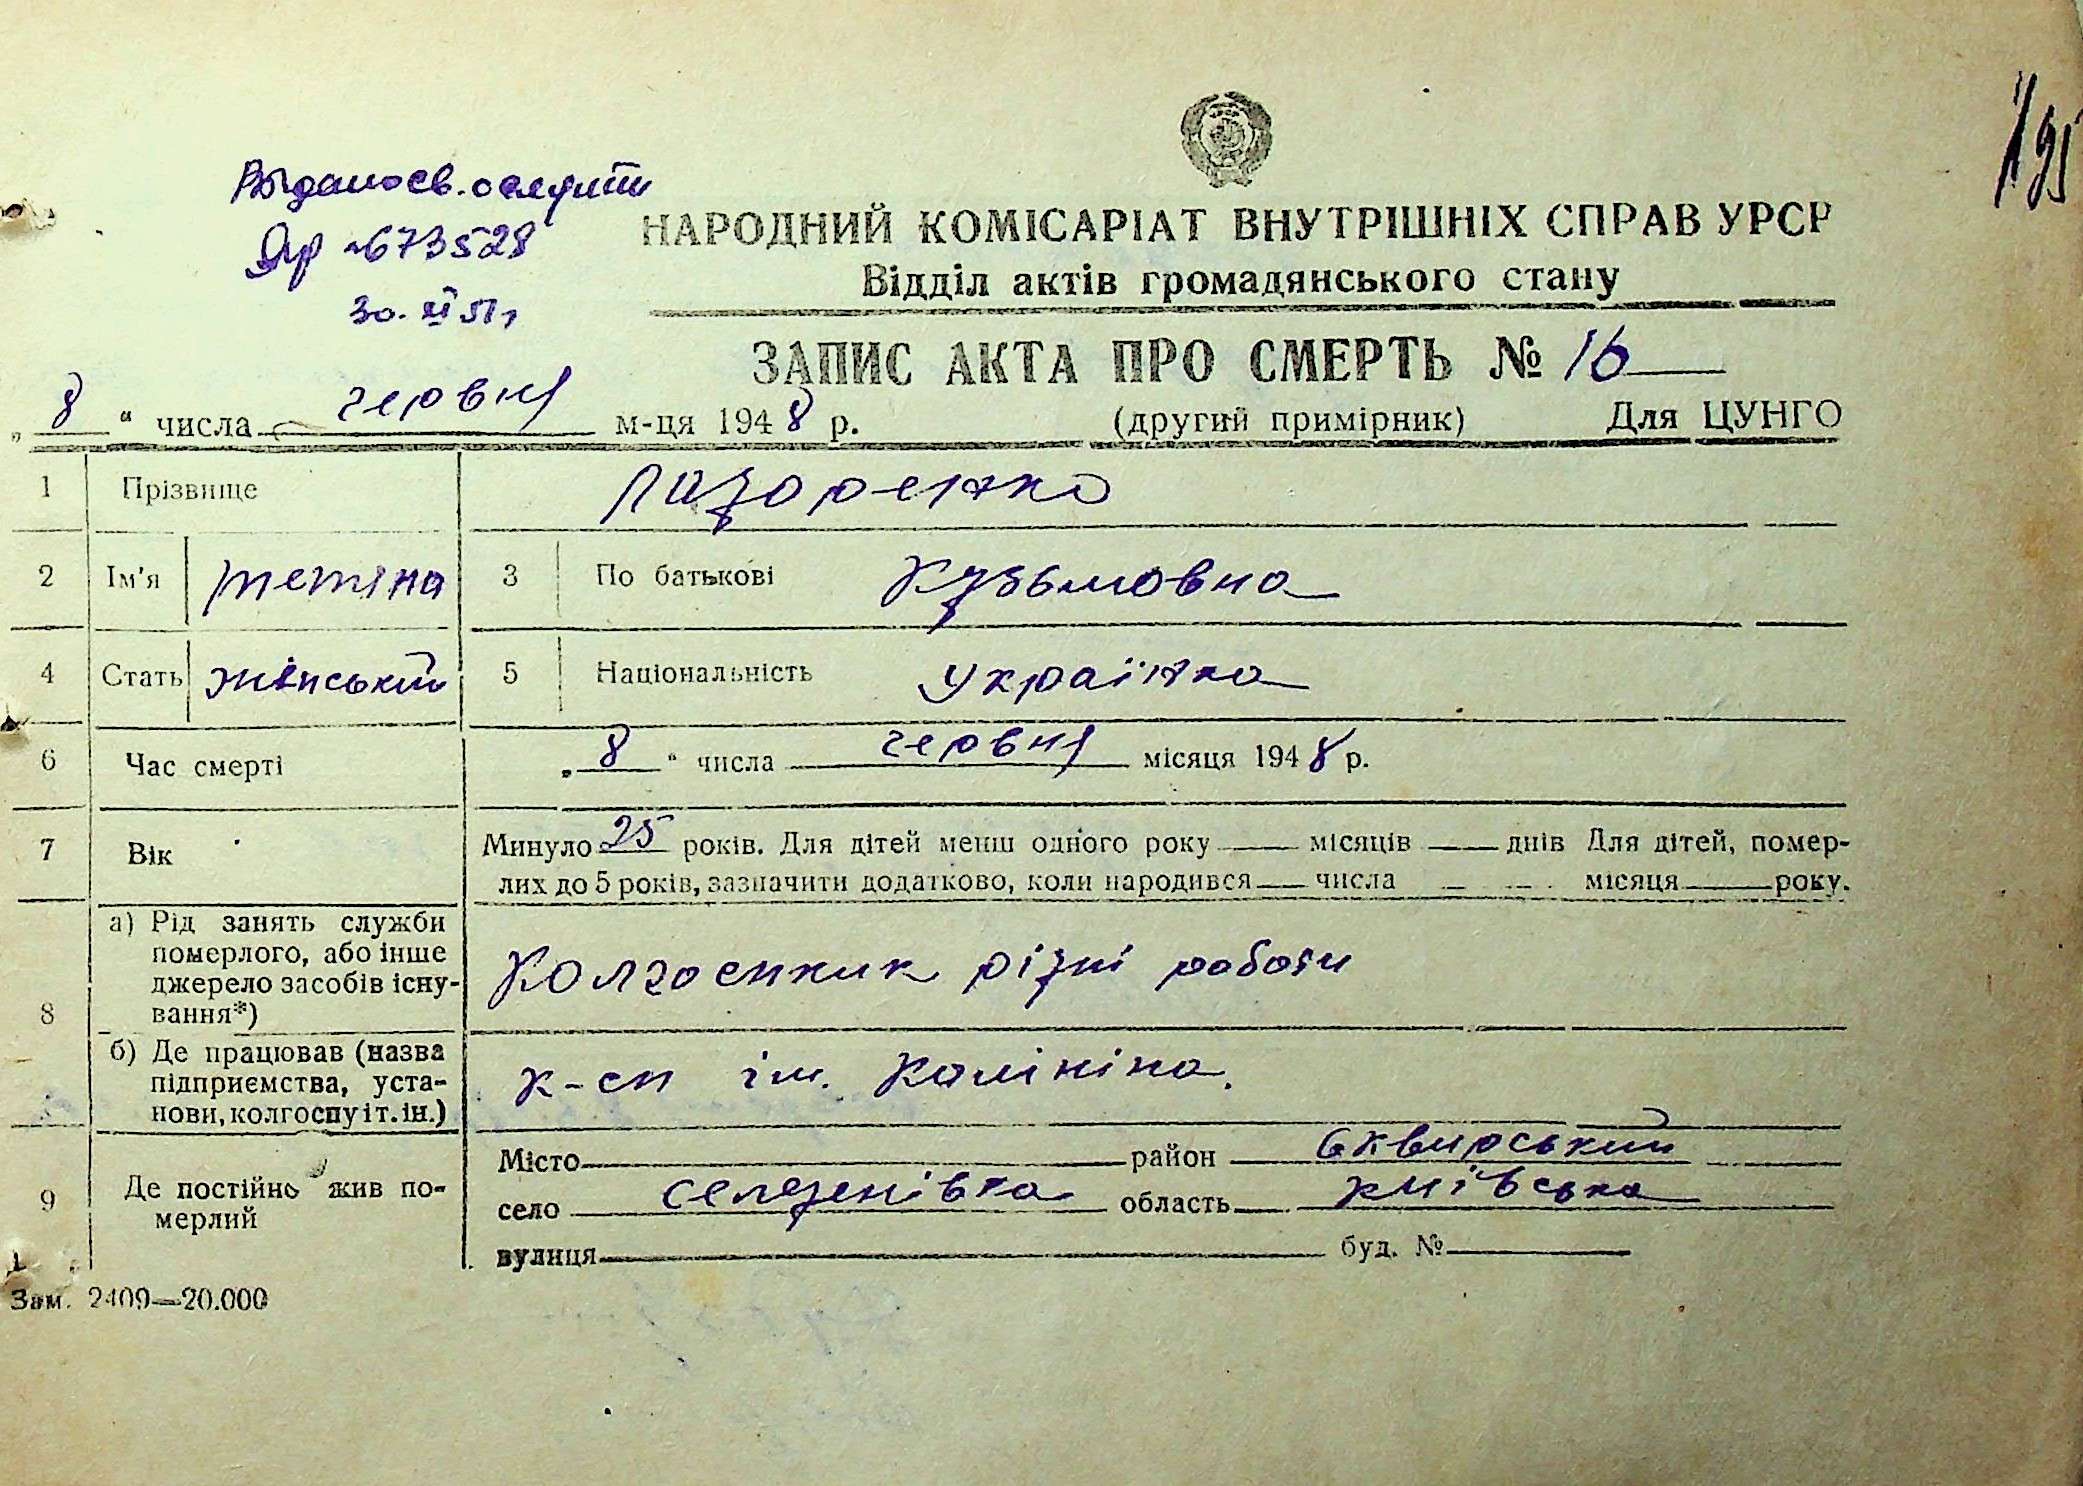 195
Выдано св. о смерти
ЯР №673528
30. XI 51 г
НАРОДНИЙ КОМІСАРІАТ ВНУТРІШНІХ СПРАВ УРСР
Відділ актів громадянського стану
ЗАПИС АКТА ПРО СМЕРТЬ № 16
„ 8 “ числа червня м-ця 1948 р. (другий примірник) Для ЦУНГО
1 Прізвище Лазоренко
2 Ім'я Тетяна 3 По батькові Кузьмовна
4 Стать жінський 5 Національність українка
6 Час смерті „ 8 “ числа червня місяця 1948 р.
7 Вік Минуло 25 років. Для дітей менш одного року — місяців — днів Для дітей, помер-
лих до 5 років, зазначити додатково, коли народився — числа — місяця — року.
8 а) Рід занять служби
померлого, або інше
джерело засобів існу-
вання*) Колгоспник різні роботи
б) Де працював (назва
підприємства, уста-
нови, колгоспу і т. ін.) к-сп ім. Калініна.
9 Де постійно жив по-
мерлий
Місто район Сквирський
село Селезенівка область Київська
вулиця буд. №
Зам. 2409—20.000